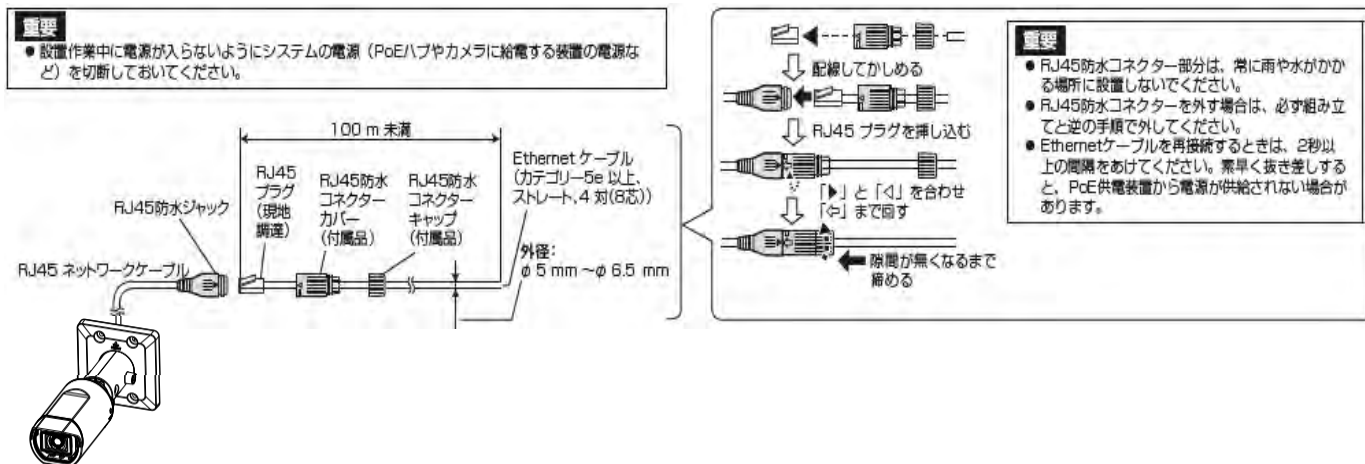 重要
● 設置作業中に電源が入らないようにシステムの電源（PoEハブやカメラに給電する装置の電源な
ど）を切断しておいてください。
100 m 未満
RJ45防水ジャック
RJ45 ネットワークケーブル
RJ45
プラグ
（現地
調達）
RJ45防水
コネクター
カバー
（付属品）
RJ45防水
コネクター
キャップ
（付属品）
Ethernet ケーブル
（カテゴリー5e 以上、
ストレート、4 対(8芯)）
外径：
φ 5 mm ～φ 6.5 mm
配線してかしめる
RJ45 プラグを挿し込む
「▶」と「◁」を合わせ
「⇦」まで回す
隙間が無くなるまで
締める
重要
● RJ45防水コネクター部分は、常に雨や水がかか
る場所に設置しないでください。
● RJ45防水コネクターを外す場合は、必ず組み立
てと逆の手順で外してください。
● Ethernetケーブルを再接続するときは、2秒以
上の間隔をあけてください。素早く抜き差しする
と、PoE供電装置から電源が供給されない場合が
あります。